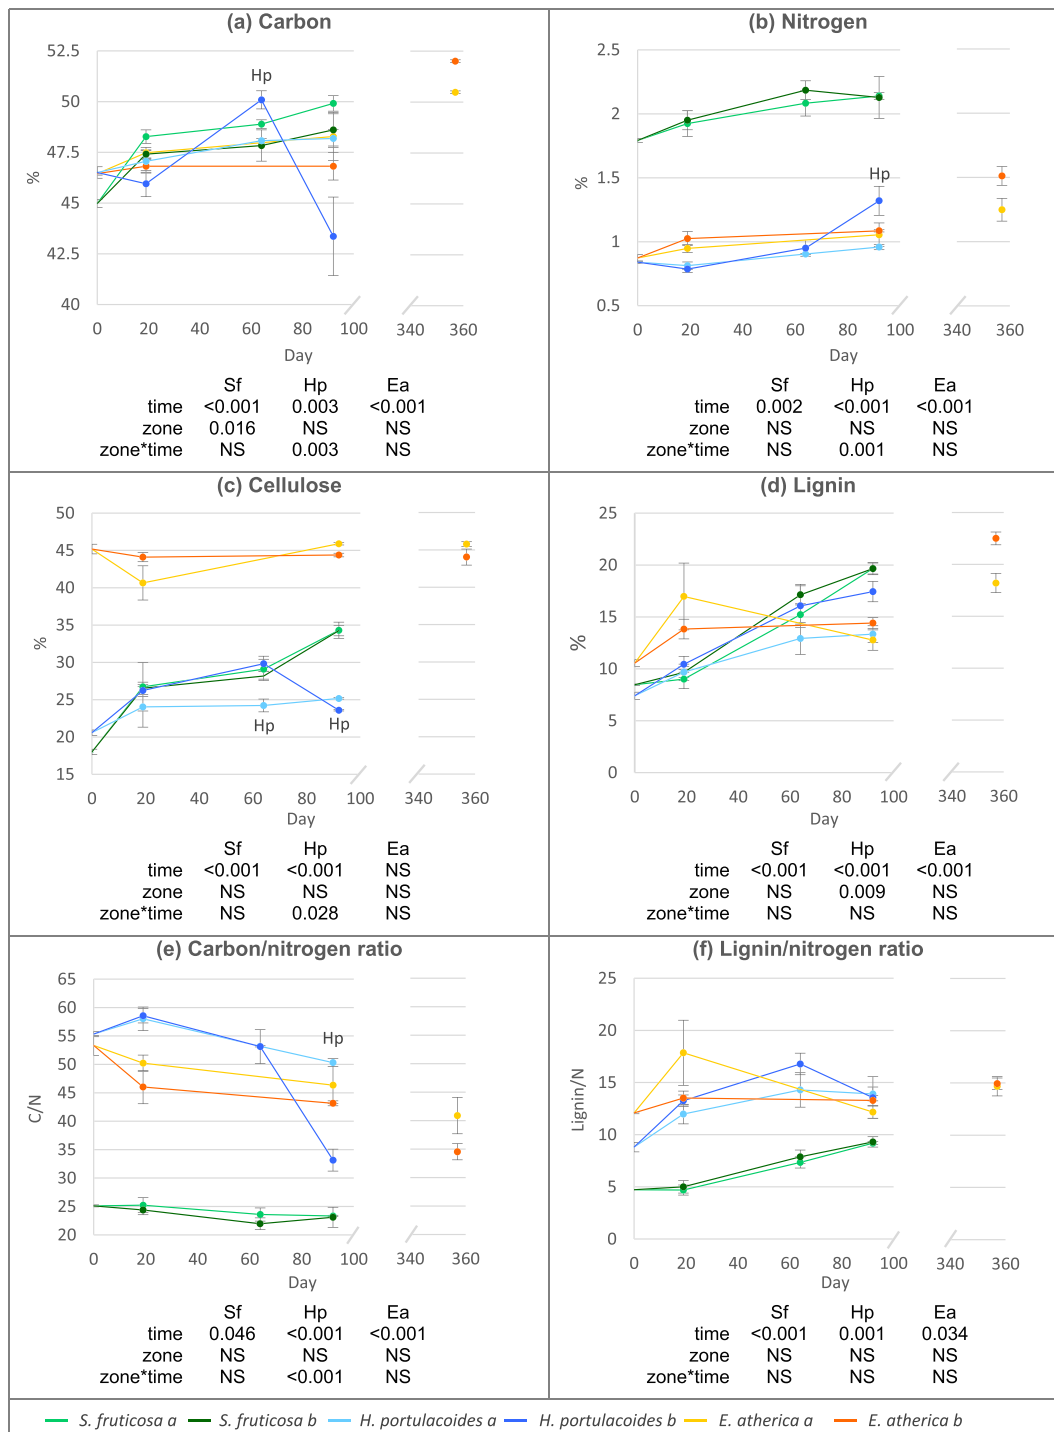 (a) Carbon
52.5
50
47.5
45
42.5
40
%
Hp
0 20 40 60 80 100 340 360
Day
Sf Hp Ea
time <0.001 0.003 <0.001
zone 0.016 NS NS
zone*time NS 0.003 NS
(b) Nitrogen
2.5
2
1.5
1
0.5
%
Hp
0 20 40 60 80 100 340 360
Day
Sf Hp Ea
time 0.002 <0.001 <0.001
zone NS NS NS
zone*time NS 0.001 NS
(c) Cellulose
50
45
40
35
30
25
20
15
%
Hp Hp
0 20 40 60 80 100 340 360
Day
Sf Hp Ea
time <0.001 <0.001 NS
zone NS NS NS
zone*time NS 0.028 NS
(d) Lignin
25
20
15
10
5
0
%
0 20 40 60 80 100 340 360
Day
Sf Hp Ea
time <0.001 <0.001 <0.001
zone NS 0.009 NS
zone*time NS NS NS
(e) Carbon/nitrogen ratio
65
60
55
50
45
40
35
30
25
20
C/N
Hp
0 20 40 60 80 100 340 360
Day
Sf Hp Ea
time 0.046 <0.001 <0.001
zone NS NS NS
zone*time NS <0.001 NS
(f) Lignin/nitrogen ratio
25
20
15
10
5
0
Lignin/N
0 20 40 60 80 100 340 360
Day
Sf Hp Ea
time <0.001 0.001 0.034
zone NS NS NS
zone*time NS NS NS
S. fruticosa a S. fruticosa b H. portulacoides a H. portulacoides b E. atherica a E. atherica b